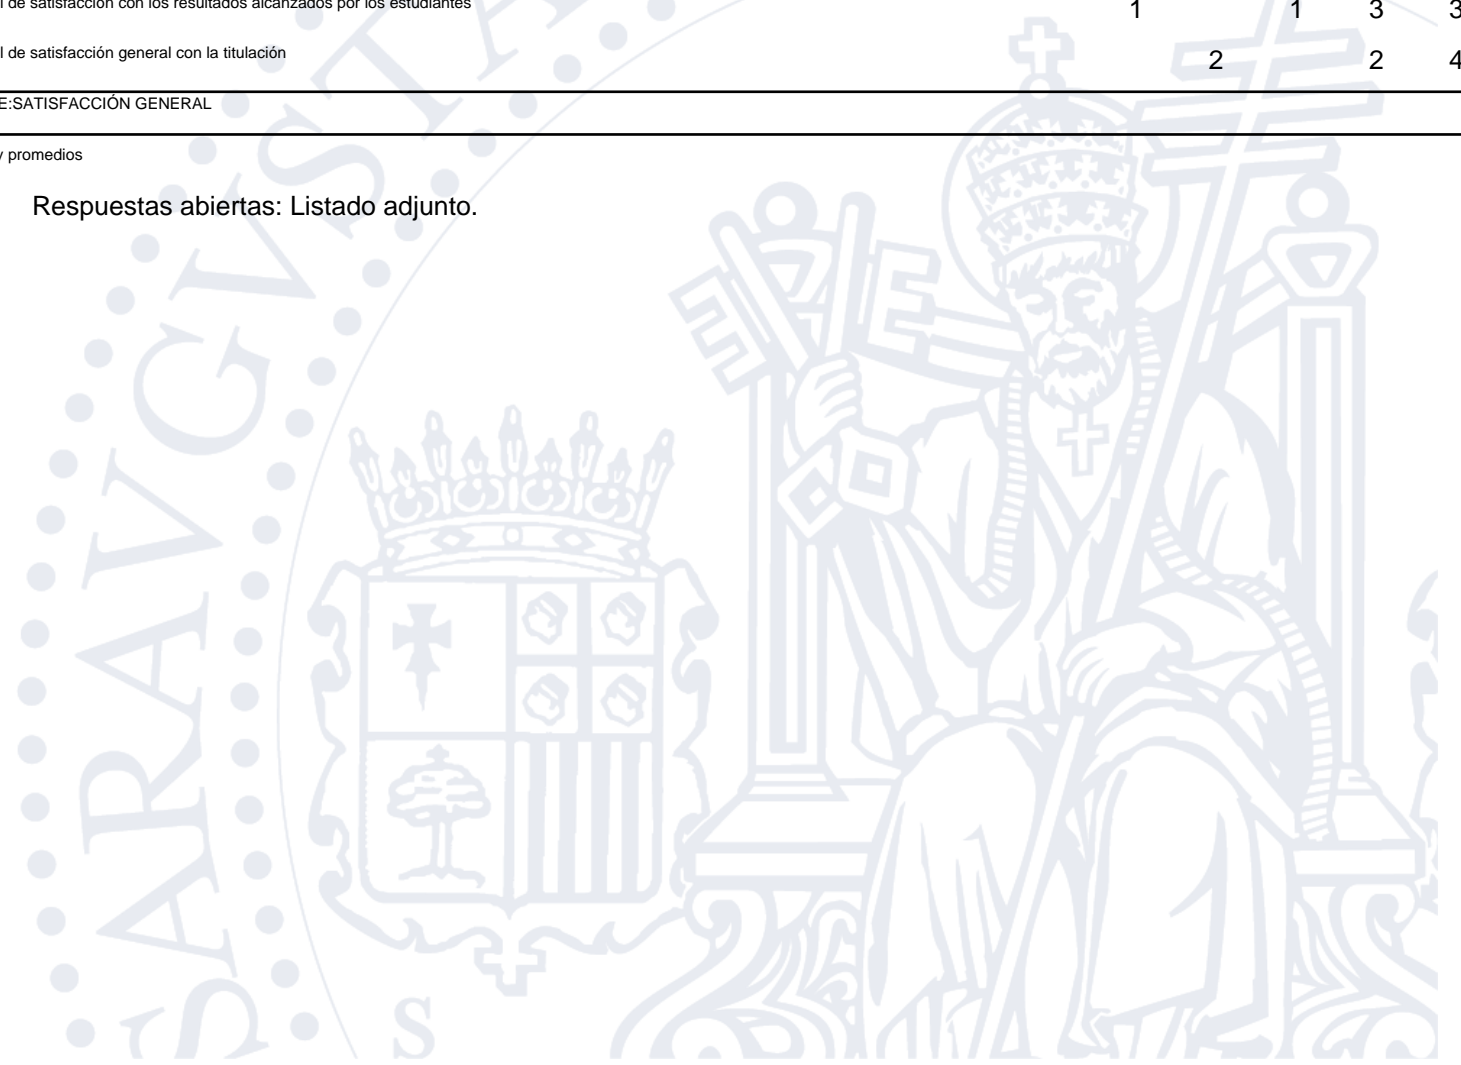 l de satisfacción con los resultados alcanzados por los estudiantes 1 1 3 3
l de satisfacción general con la titulación 2 2 4
E:SATISFACCIÓN GENERAL
y promedios
Respuestas abiertas: Listado adjunto.
SARAVGVSTA
S